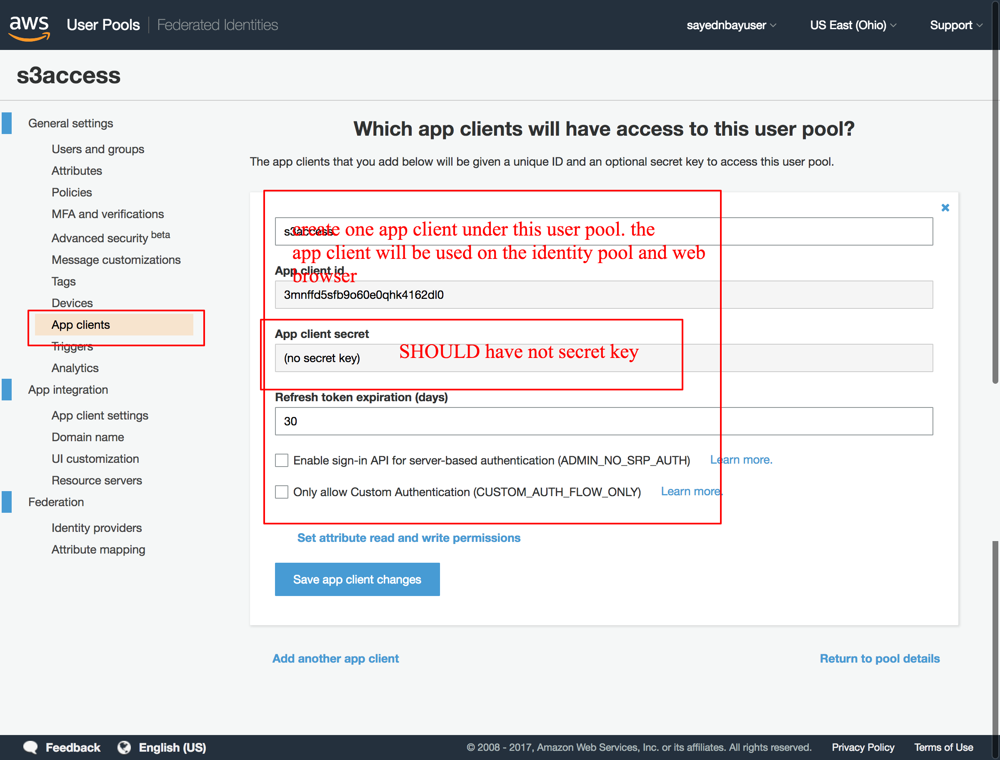 aws User Pools Federated Identities sayednbayuser US East (Ohio) Support
s3access
General settings
Users and groups
Attributes
Policies
MFA and verifications
Advanced security beta
Message customizations
Tags
Devices
App clients
Triggers
Analytics
App integration
App client settings
Domain name
UI customization
Resource servers
Federation
Identity providers
Attribute mapping
Which app clients will have access to this user pool?
The app clients that you add below will be given a unique ID and an optional secret key to access this user pool.
s3access
create one app client under this user pool. the
app client will be used on the identity pool and web
browser
App client id
3mnffd5sfb9o60e0qhk4162dl0
App client secret
(no secret key)
SHOULD have not secret key
Refresh token expiration (days)
30
Enable sign-in API for server-based authentication (ADMIN_NO_SRP_AUTH) Learn more.
Only allow Custom Authentication (CUSTOM_AUTH_FLOW_ONLY) Learn more.
Set attribute read and write permissions
Save app client changes
Add another app client Return to pool details
Feedback English (US) © 2008 - 2017, Amazon Web Services, Inc. or its affiliates. All rights reserved. Privacy Policy Terms of Use